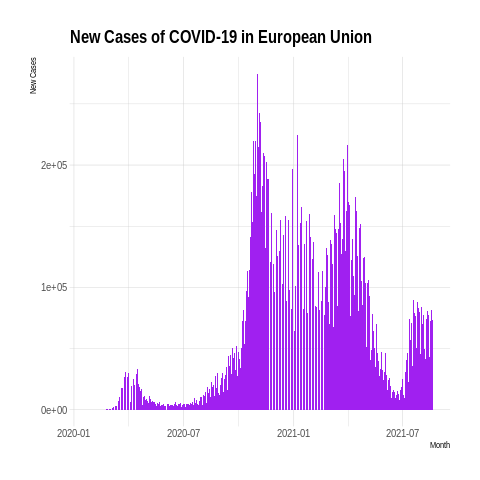 New Cases of COVID-19 in European Union
New Cases
2e+05
1e+05
0e+00
2020-01 2020-07 2021-01 2021-07
Month